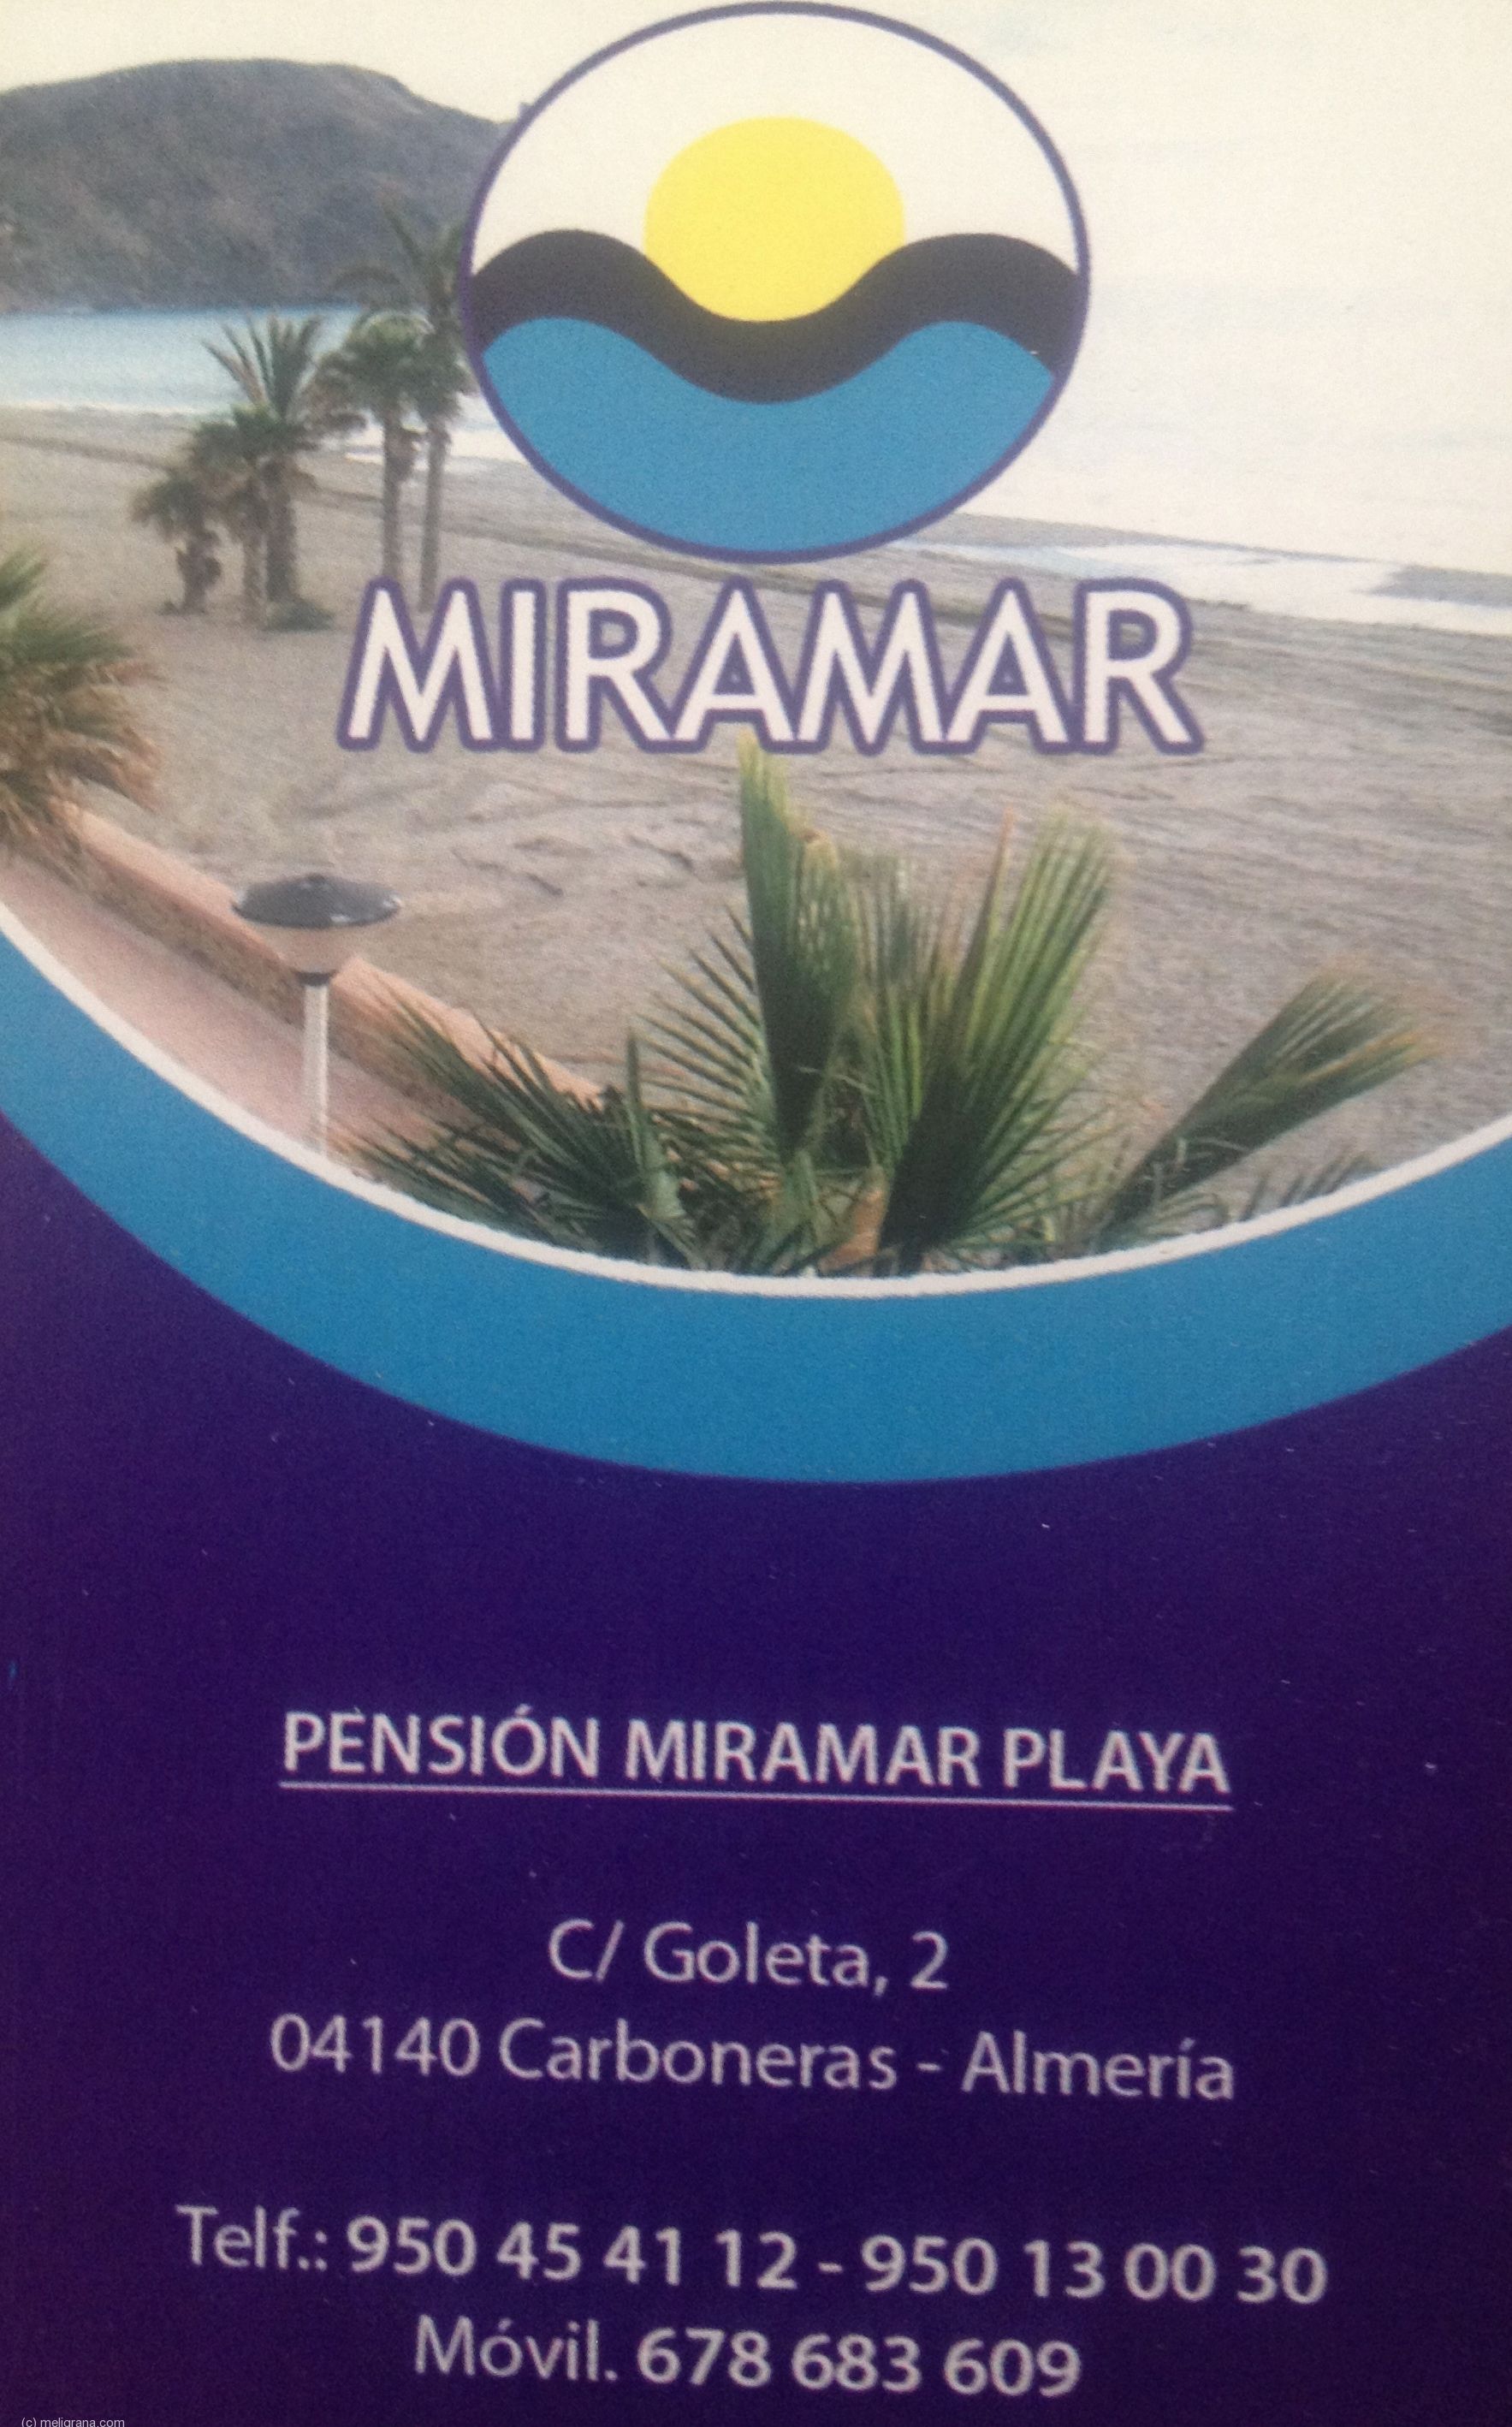 MIRAMAR
PENSIÓN MIRAMAR PLAYA
C/ Goleta, 2
04140 Carboneras - Almería
Telf.: 950 45 41 12 - 950 13 00 30
Móvil. 678 683 609
(c) meligrana.com